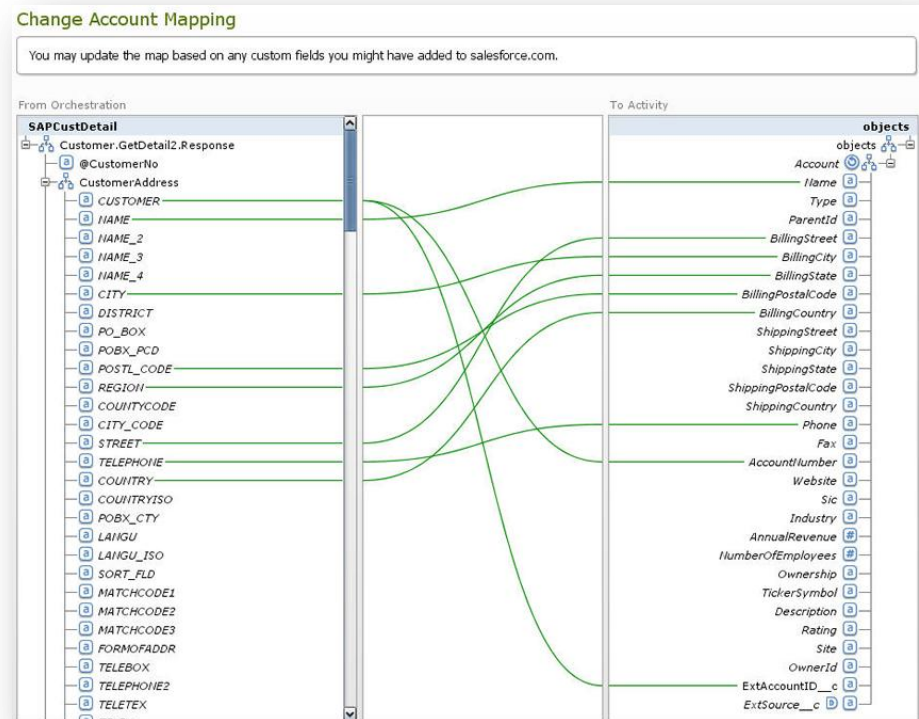 Change Account Mapping
You may update the map based on any custom fields you might have added to salesforce.com.
From Orchestration
SAPCustDetail
Customer.GetDetail2.Response
@CustomerNo
CustomerAddress
CUSTOMER
NAME
NAME_2
NAME_3
NAME_4
CITY
DISTRICT
PO_BOX
POBX_PCD
POSTL_CODE
REGION
COUNTYCODE
CITY_CODE
STREET
TELEPHONE
COUNTRY
COUNTRYISO
POBX_CTY
LANGU
LANGU_ISO
SORT_FLD
MATCHCODE1
MATCHCODE2
MATCHCODE3
FORMOFADDR
TELEBOX
TELEPHONE2
TELETEX
To Activity
objects
objects
Account
Name
Type
ParentId
BillingStreet
BillingCity
BillingState
BillingPostalCode
BillingCountry
ShippingStreet
ShippingCity
ShippingState
ShippingPostalCode
ShippingCountry
Phone
Fax
AccountNumber
Website
Sic
Industry
AnnualRevenue
NumberOfEmployees
Ownership
TickerSymbol
Description
Rating
Site
OwnerId
ExtAccountID__c
ExtSource__c